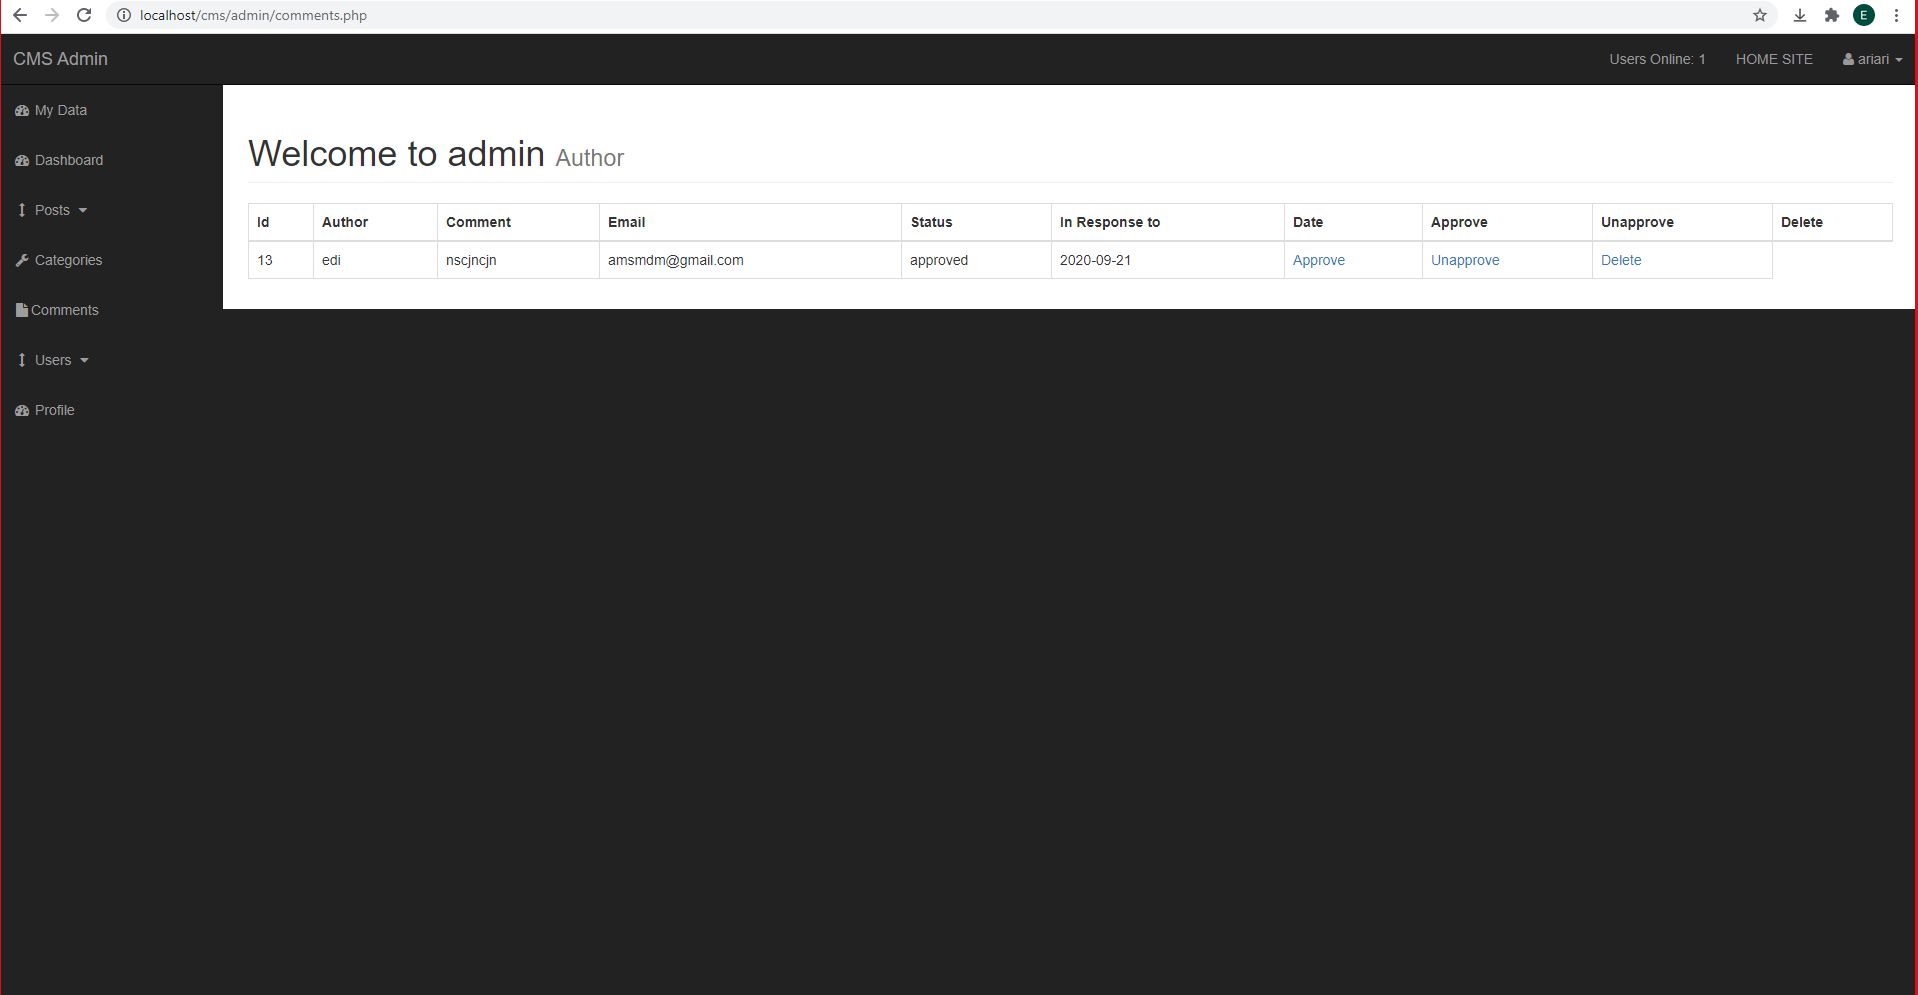 localhost/cms/admin/comments.php
E
CMS Admin
Users Online: 1 HOME SITE ariari
My Data
Dashboard
Posts
Categories
Comments
Users
Profile
Welcome to admin Author
Id Author Comment Email Status In Response to Date Approve Unapprove Delete
13 edi nscjncjn amsmdm@gmail.com approved 2020-09-21 Approve Unapprove Delete